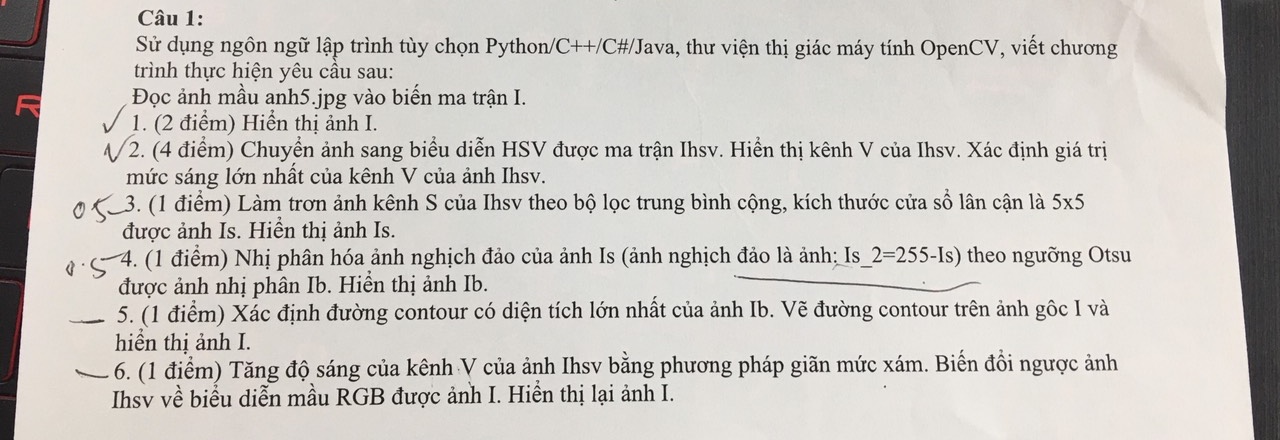 Câu 1:
Sử dụng ngôn ngữ lập trình tùy chọn Python/C++/C#/Java, thư viện thị giác máy tính OpenCV, viết chương
trình thực hiện yêu cầu sau:
Đọc ảnh mầu anh5.jpg vào biến ma trận I.
R
1. (2 điểm) Hiển thị ảnh I.
2. (4 điểm) Chuyển ảnh sang biểu diễn HSV được ma trận Ihsv. Hiển thị kênh V của Ihsv. Xác định giá trị
mức sáng lớn nhất của kênh V của ảnh Ihsv.
05 3. (1 điểm) Làm trơn ảnh kênh S của Ihsv theo bộ lọc trung bình cộng, kích thước cửa sổ lân cận là 5x5
được ảnh Is. Hiển thị ảnh Is.
0.5 4. (1 điểm) Nhị phân hóa ảnh nghịch đảo của ảnh Is (ảnh nghịch đảo là ảnh: Is_2=255-Is) theo ngưỡng Otsu
được ảnh nhị phân Ib. Hiển thị ảnh Ib.
5. (1 điểm) Xác định đường contour có diện tích lớn nhất của ảnh Ib. Vẽ đường contour trên ảnh gôc I và
hiển thị ảnh I.
6. (1 điểm) Tăng độ sáng của kênh V của ảnh Ihsv bằng phương pháp giãn mức xám. Biến đổi ngược ảnh
Ihsv về biểu diễn mầu RGB được ảnh I. Hiển thị lại ảnh I.